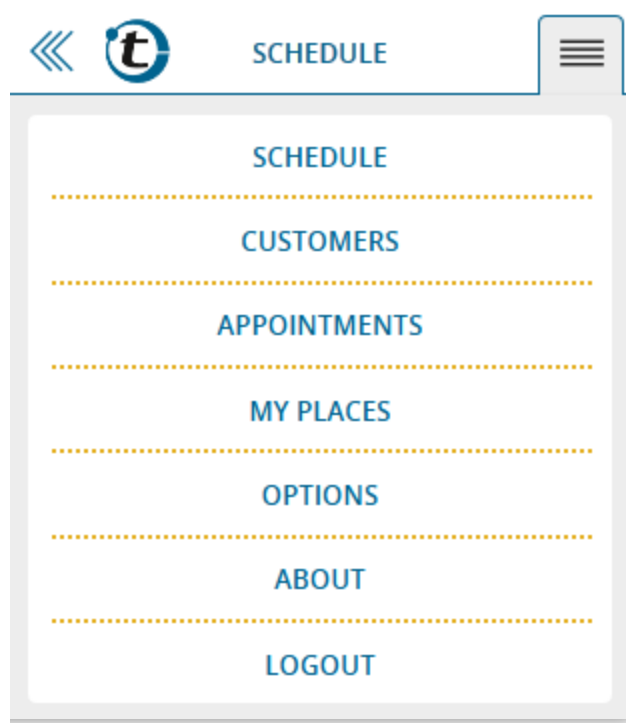 t
SCHEDULE
SCHEDULE
CUSTOMERS
APPOINTMENTS
MY PLACES
OPTIONS
ABOUT
LOGOUT